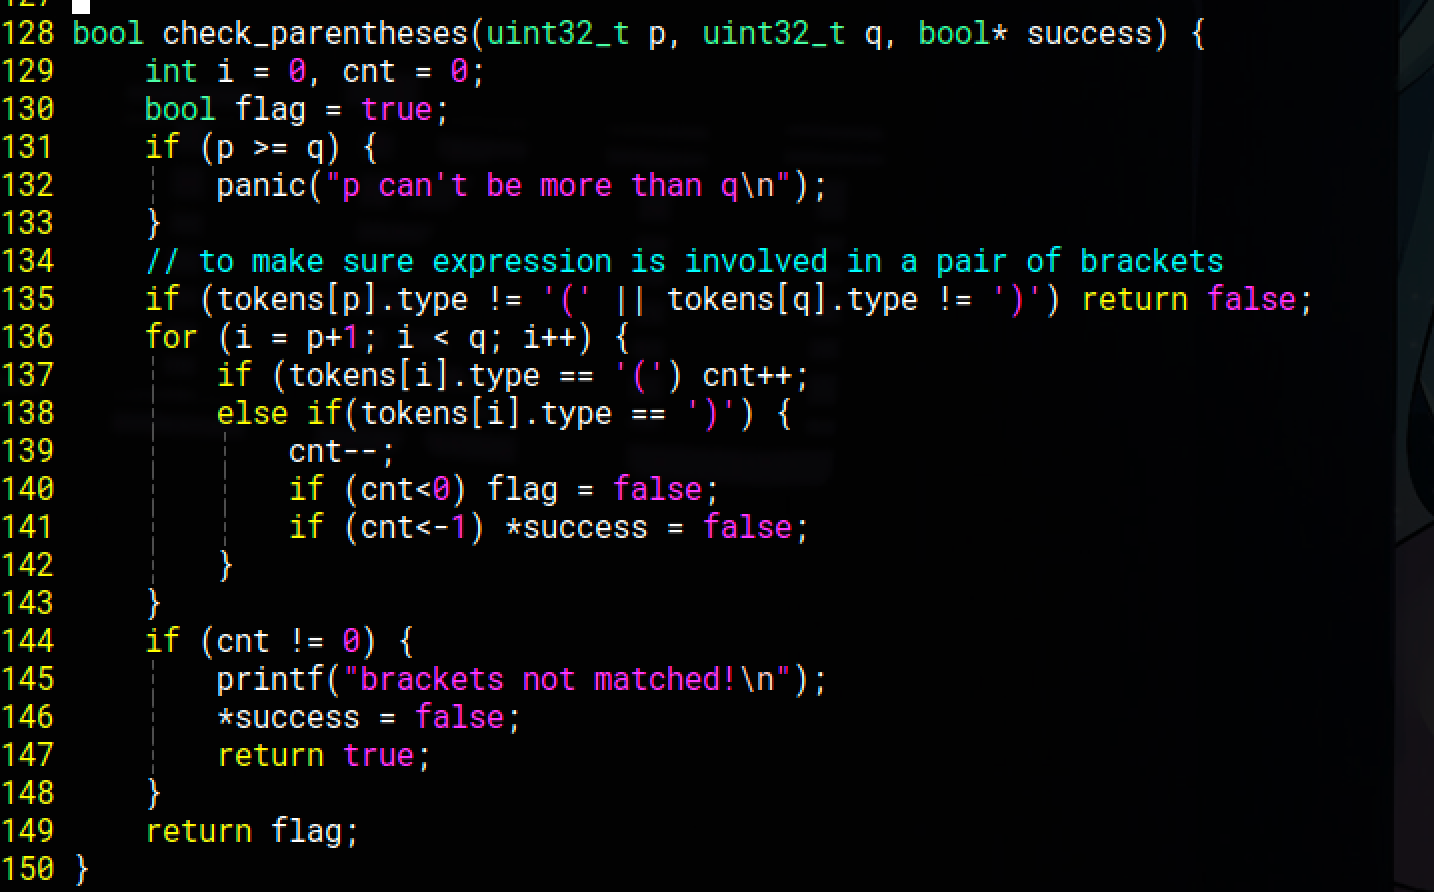 127
128 bool check_parentheses(uint32_t p, uint32_t q, bool* success) {
129     int i = 0, cnt = 0;
130     bool flag = true;
131     if (p >= q) {
132         panic("p can't be more than q\n");
133     }
134     // to make sure expression is involved in a pair of brackets
135     if (tokens[p].type != '(' || tokens[q].type != ')') return false;
136     for (i = p+1; i < q; i++) {
137         if (tokens[i].type == '(') cnt++;
138         else if(tokens[i].type == ')') {
139             cnt--;
140             if (cnt<0) flag = false;
141             if (cnt<-1) *success = false;
142         }
143     }
144     if (cnt != 0) {
145         printf("brackets not matched!\n");
146         *success = false;
147         return true;
148     }
149     return flag;
150 }